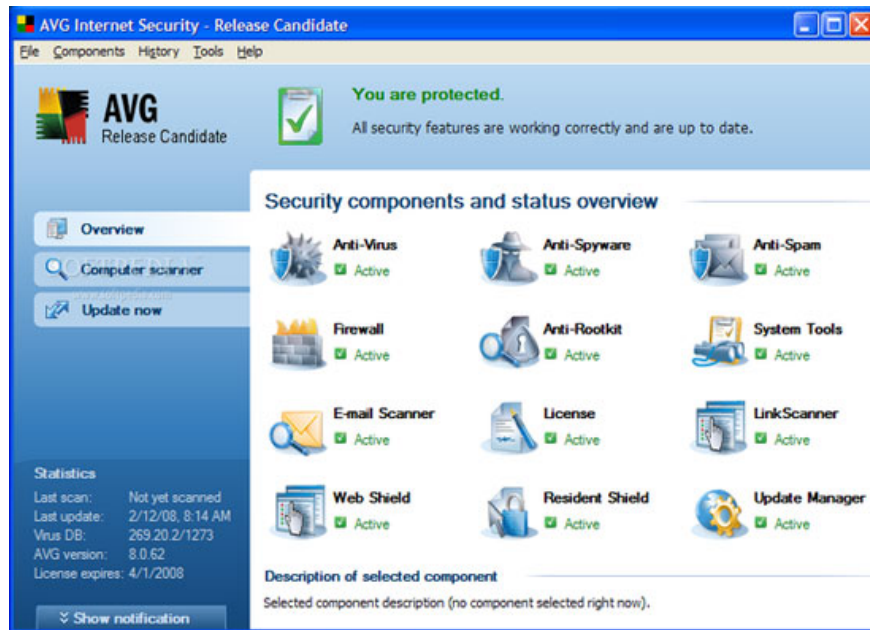 AVG Internet Security - Release Candidate
File Components History Tools Help
AVG
Release Candidate
You are protected.
All security features are working correctly and are up to date.
Overview
Computer scanner
Update now
SOFTPEDIA
www.softpedia.com
Security components and status overview
Anti-Virus
Active
Anti-Spyware
Active
Anti-Spam
Active
Firewall
Active
Anti-Rootkit
Active
System Tools
Active
E-mail Scanner
Active
License
Active
LinkScanner
Active
Web Shield
Active
Resident Shield
Active
Update Manager
Active
Statistics
Last scan: Not yet scanned
Last update: 2/12/08, 8:14 AM
Virus DB: 269.20.2/1273
AVG version: 8.0.62
License expires: 4/1/2008
Show notification
Description of selected component
Selected component description (no component selected right now).